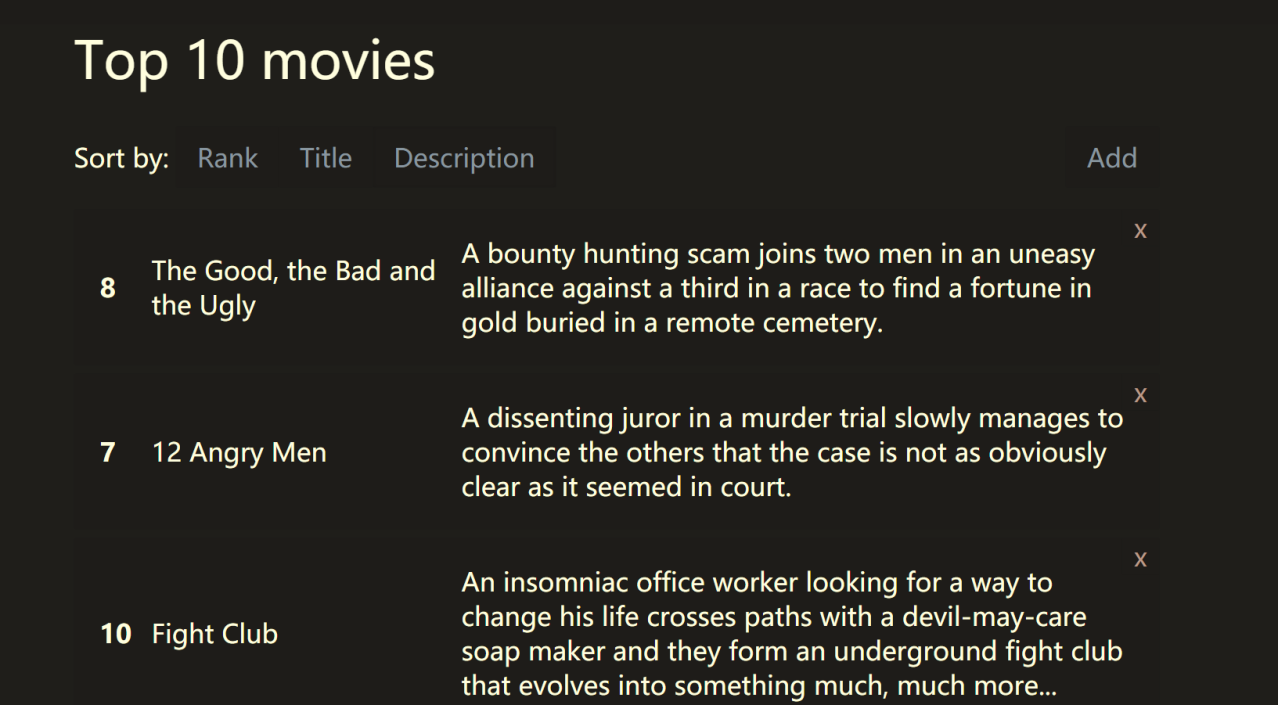 Top 10 movies
Sort by: Rank Title Description Add
x
8 The Good, the Bad and the Ugly
A bounty hunting scam joins two men in an uneasy
alliance against a third in a race to find a fortune in
gold buried in a remote cemetery.
x
7 12 Angry Men
A dissenting juror in a murder trial slowly manages to
convince the others that the case is not as obviously
clear as it seemed in court.
x
10 Fight Club
An insomniac office worker looking for a way to
change his life crosses paths with a devil-may-care
soap maker and they form an underground fight club
that evolves into something much, much more...